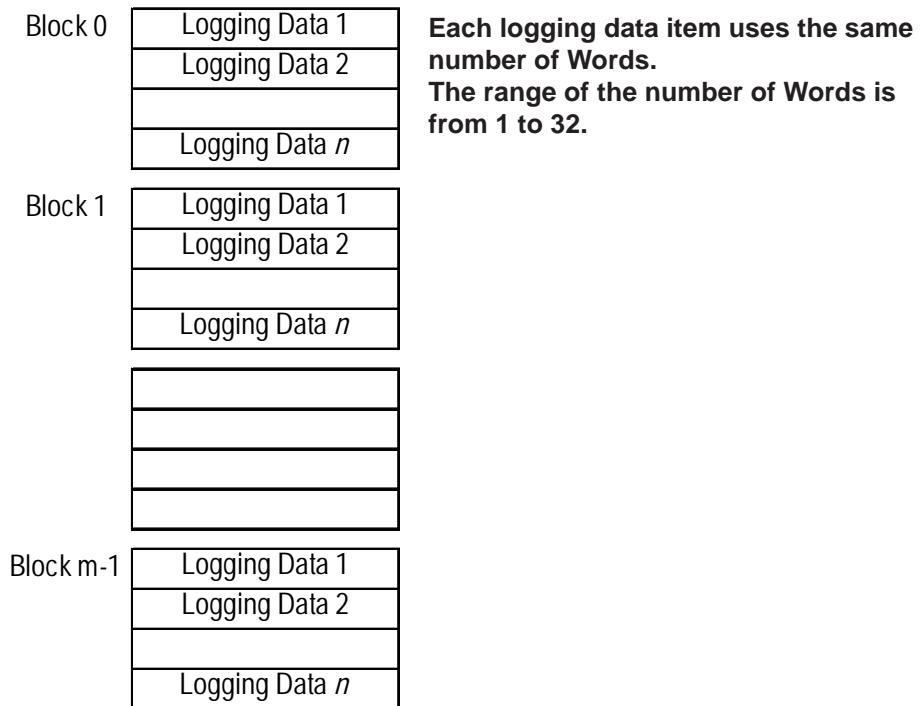 Block 0
Logging Data 1
Logging Data 2
Logging Data n
Each logging data item uses the same
number of Words.
The range of the number of Words is
from 1 to 32.
Block 1
Logging Data 1
Logging Data 2
Logging Data n
Block m-1
Logging Data 1
Logging Data 2
Logging Data n